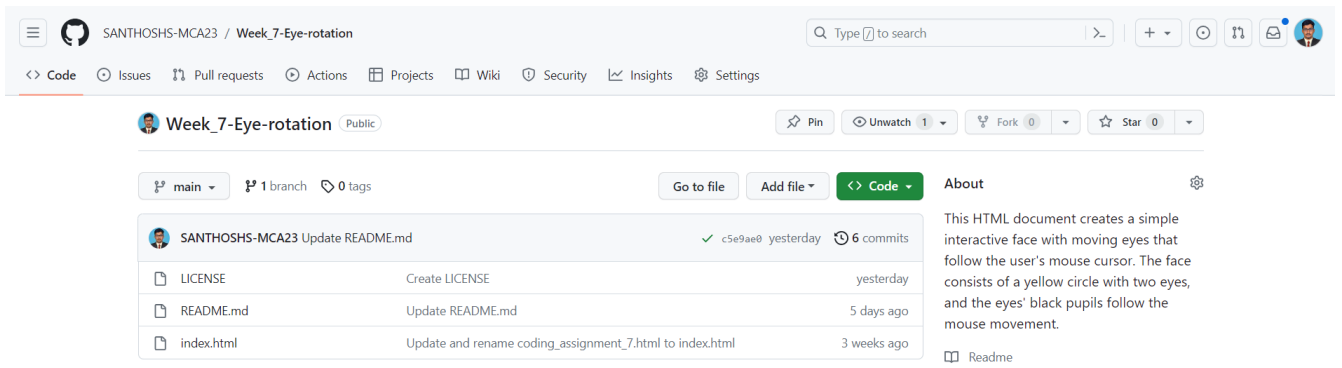 SANTHOSHS-MCA23 / Week_7-Eye-rotation
Type / to search
Code Issues Pull requests Actions Projects Wiki Security Insights Settings
Week_7-Eye-rotation Public
Pin Unwatch 1 Fork 0 Star 0
main 1 branch 0 tags Go to file Add file Code
SANTHOSHS-MCA23 Update README.md c5e9ae0 yesterday 6 commits
LICENSE Create LICENSE yesterday
README.md Update README.md 5 days ago
index.html Update and rename coding_assignment_7.html to index.html 3 weeks ago
About
This HTML document creates a simple
interactive face with moving eyes that
follow the user's mouse cursor. The face
consists of a yellow circle with two eyes,
and the eyes' black pupils follow the
mouse movement.
Readme